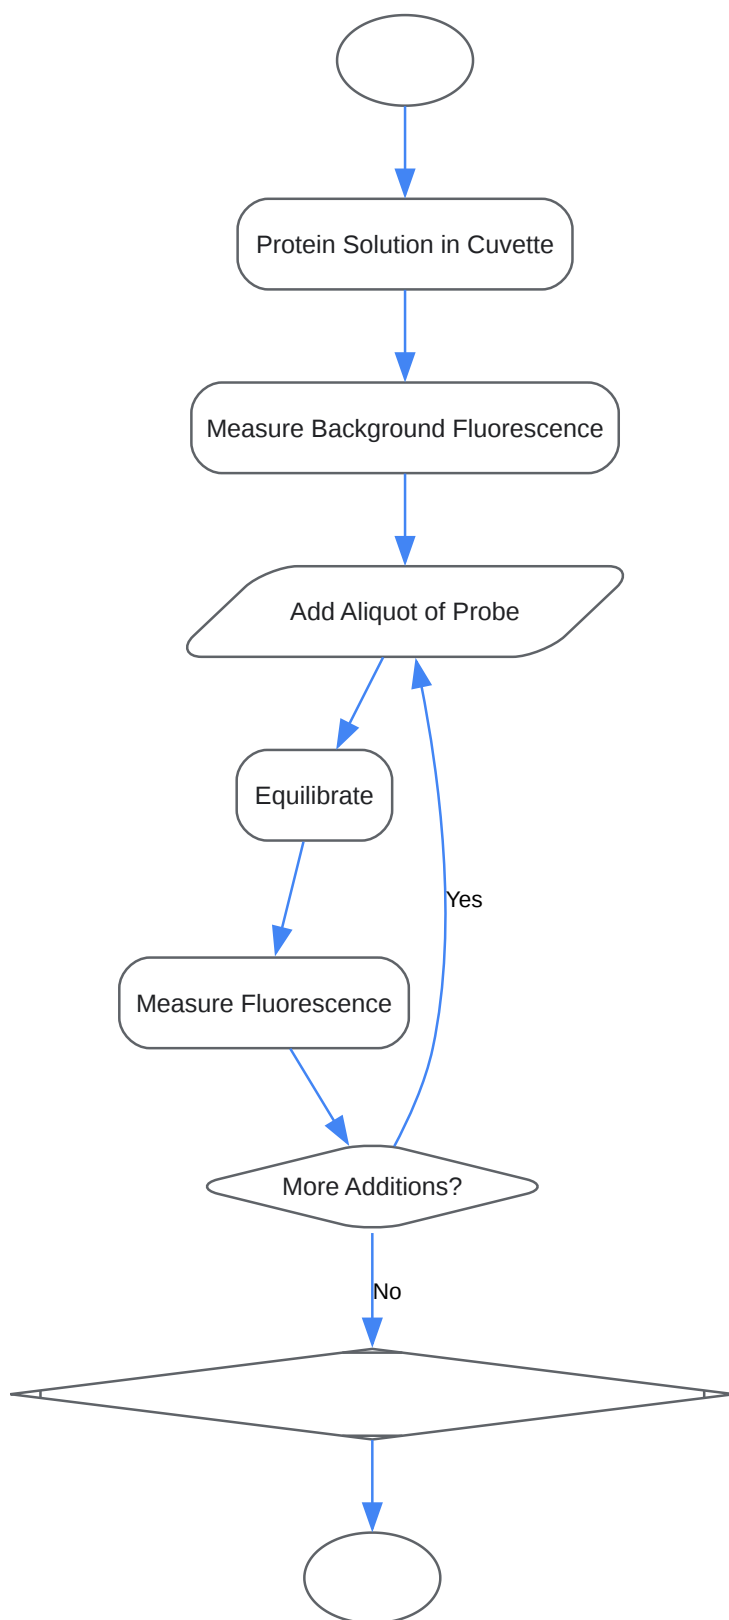 Protein Solution in Cuvette
Measure Background Fluorescence
Add Aliquot of Probe
Equilibrate
Yes
Measure Fluorescence
More Additions?
No